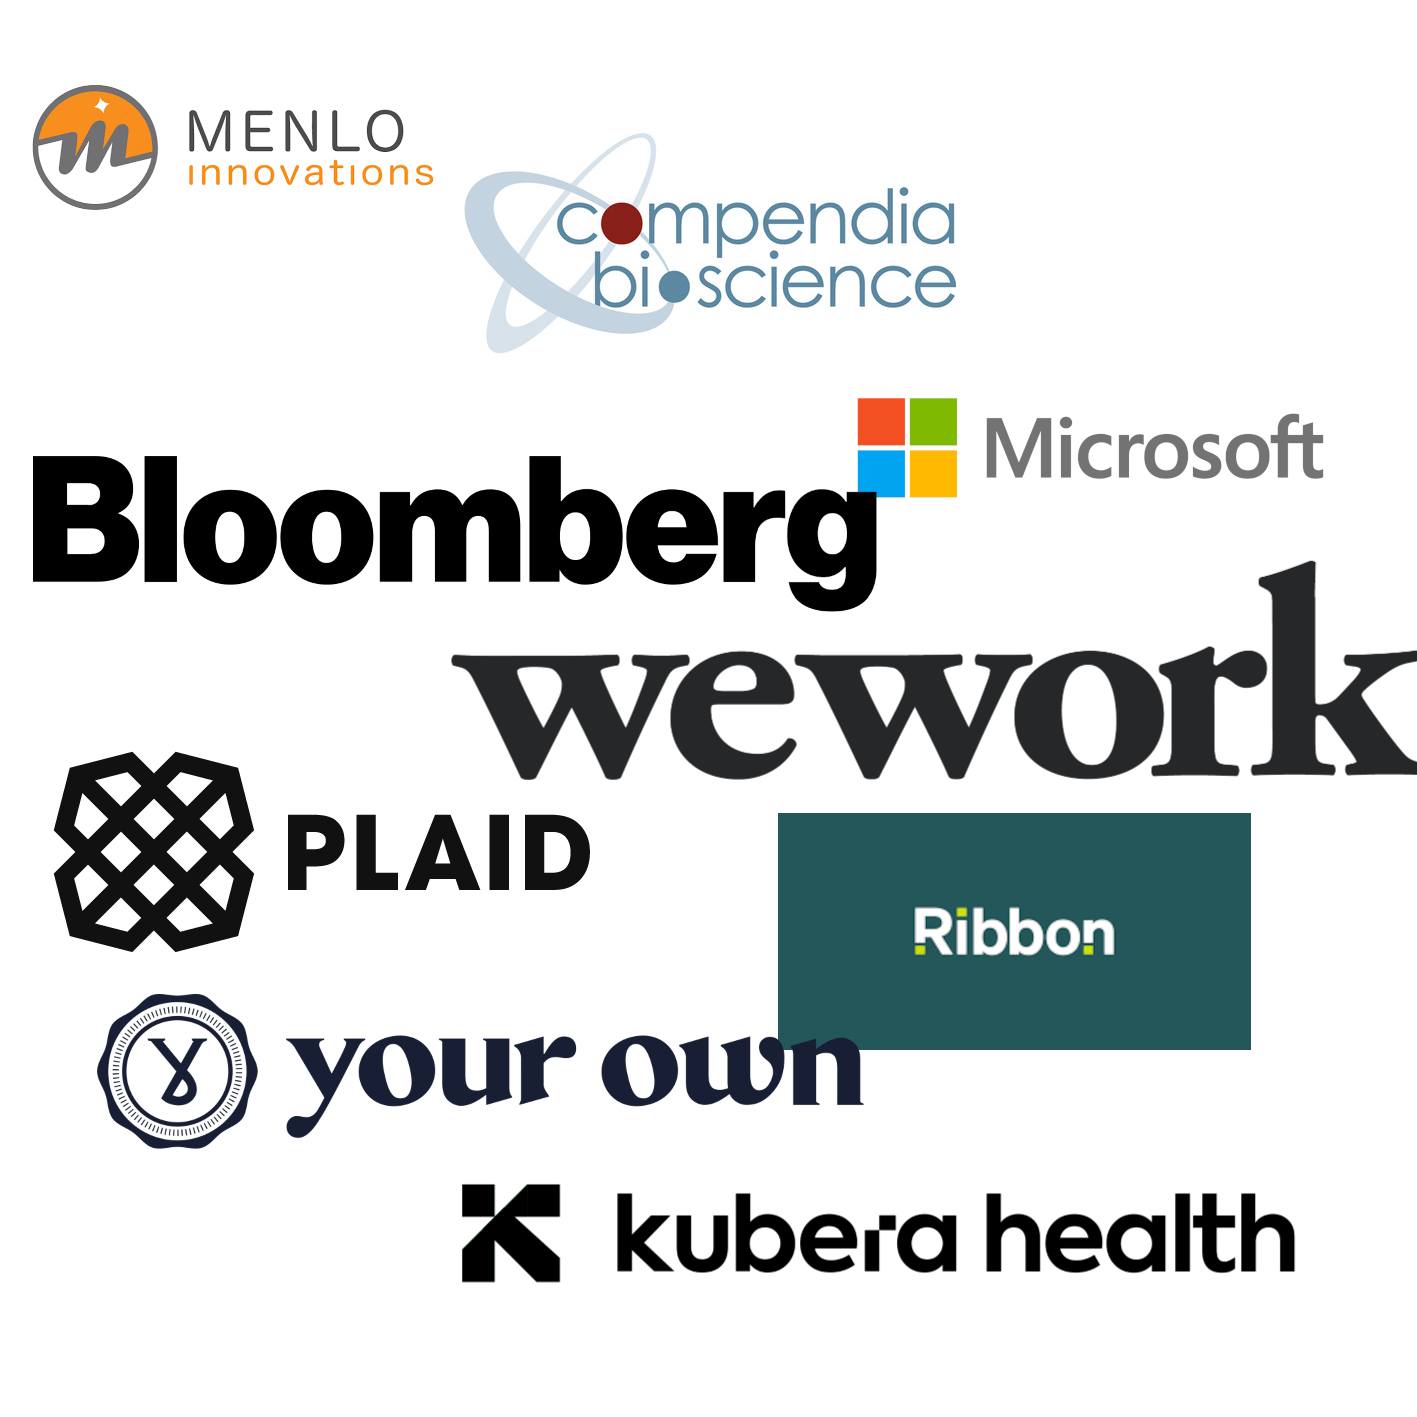 MENLO
innovations
compendia
bioscience
Microsoft
Bloomberg
wework
PLAID
Ribbon
your own
kubera health